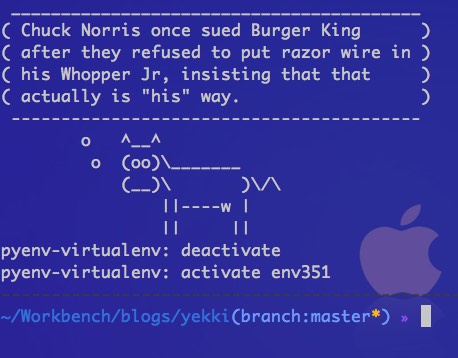 _________________________________________
( Chuck Norris once sued Burger King      )
( after they refused to put razor wire in )
( his Whopper Jr, insisting that that     )
( actually is "his" way.                  )
 -----------------------------------------
        o   ^__^
         o  (oo)\_______
            (__)\       )\/\
                ||----w |
                ||     ||
pyenv-virtualenv: deactivate
pyenv-virtualenv: activate env351
~/Workbench/blogs/yekki(branch:master*) »